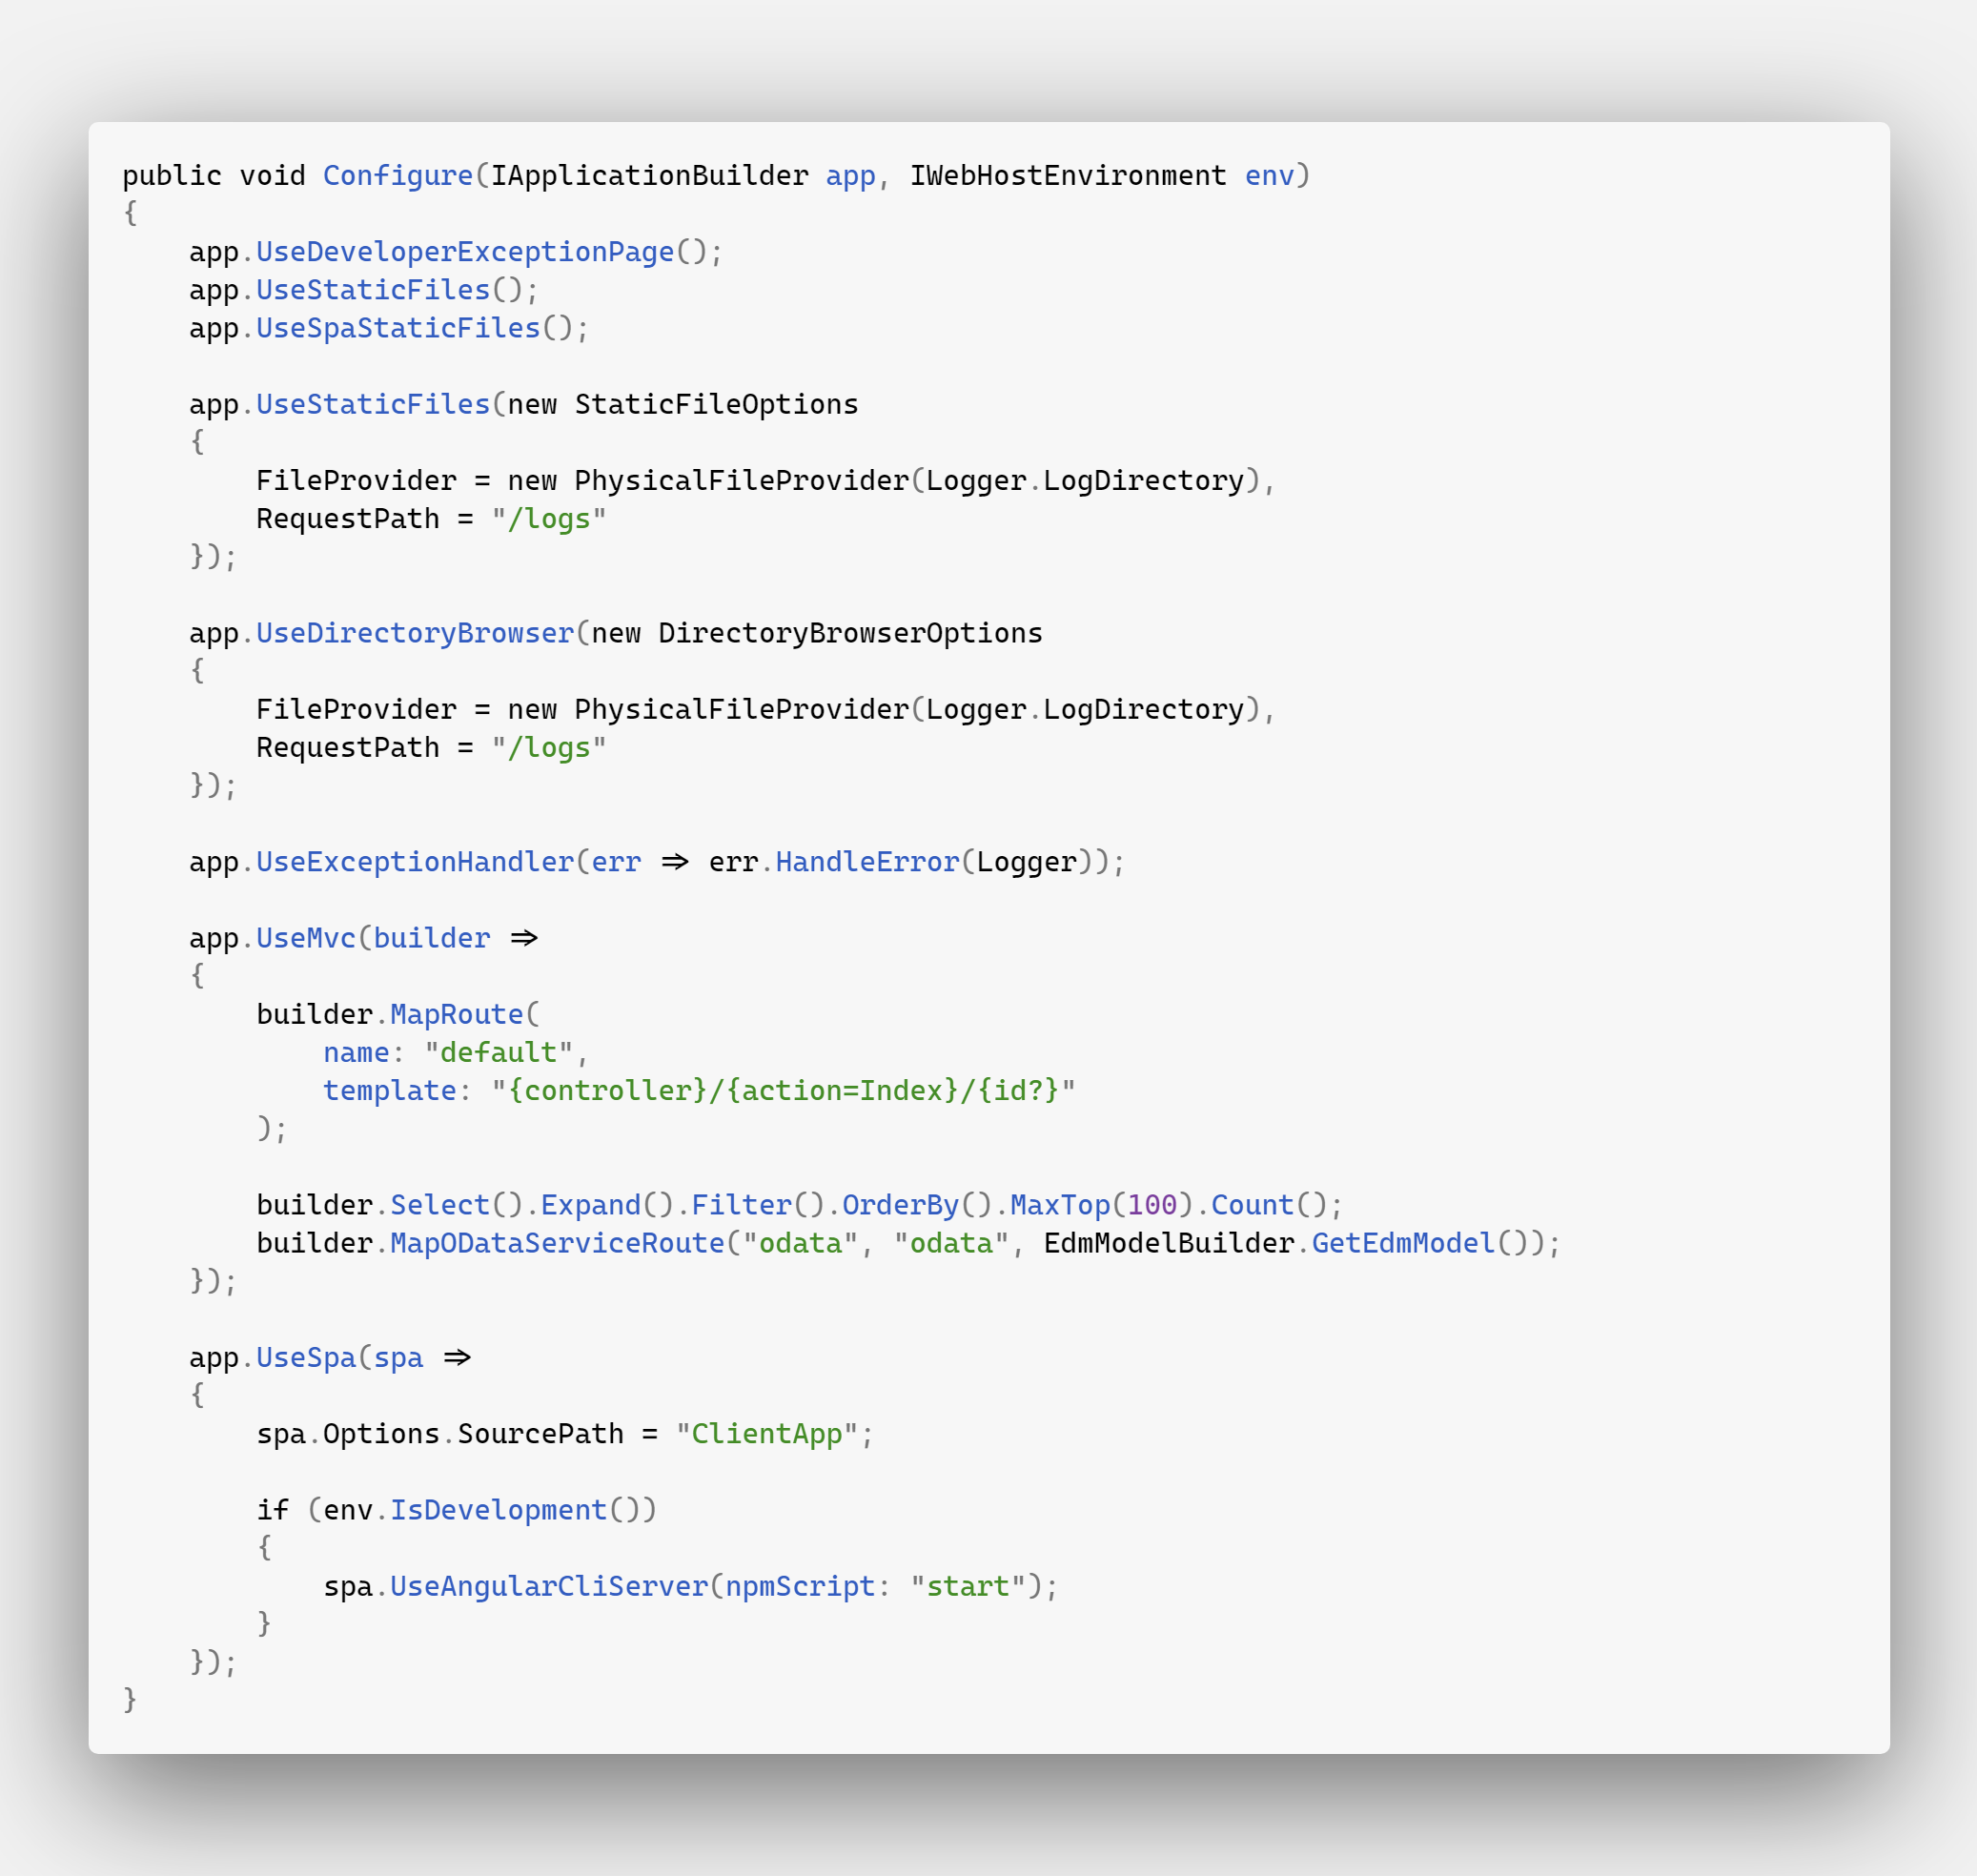 public void Configure(IApplicationBuilder app, IWebHostEnvironment env)
{
    app.UseDeveloperExceptionPage();
    app.UseStaticFiles();
    app.UseSpaStaticFiles();

    app.UseStaticFiles(new StaticFileOptions
    {
        FileProvider = new PhysicalFileProvider(Logger.LogDirectory),
        RequestPath = "/logs"
    });

    app.UseDirectoryBrowser(new DirectoryBrowserOptions
    {
        FileProvider = new PhysicalFileProvider(Logger.LogDirectory),
        RequestPath = "/logs"
    });

    app.UseExceptionHandler(err => err.HandleError(Logger));

    app.UseMvc(builder =>
    {
        builder.MapRoute(
            name: "default",
            template: "{controller}/{action=Index}/{id?}"
        );

        builder.Select().Expand().Filter().OrderBy().MaxTop(100).Count();
        builder.MapODataServiceRoute("odata", "odata", EdmModelBuilder.GetEdmModel());
    });

    app.UseSpa(spa =>
    {
        spa.Options.SourcePath = "ClientApp";

        if (env.IsDevelopment())
        {
            spa.UseAngularCliServer(npmScript: "start");
        }
    });
}